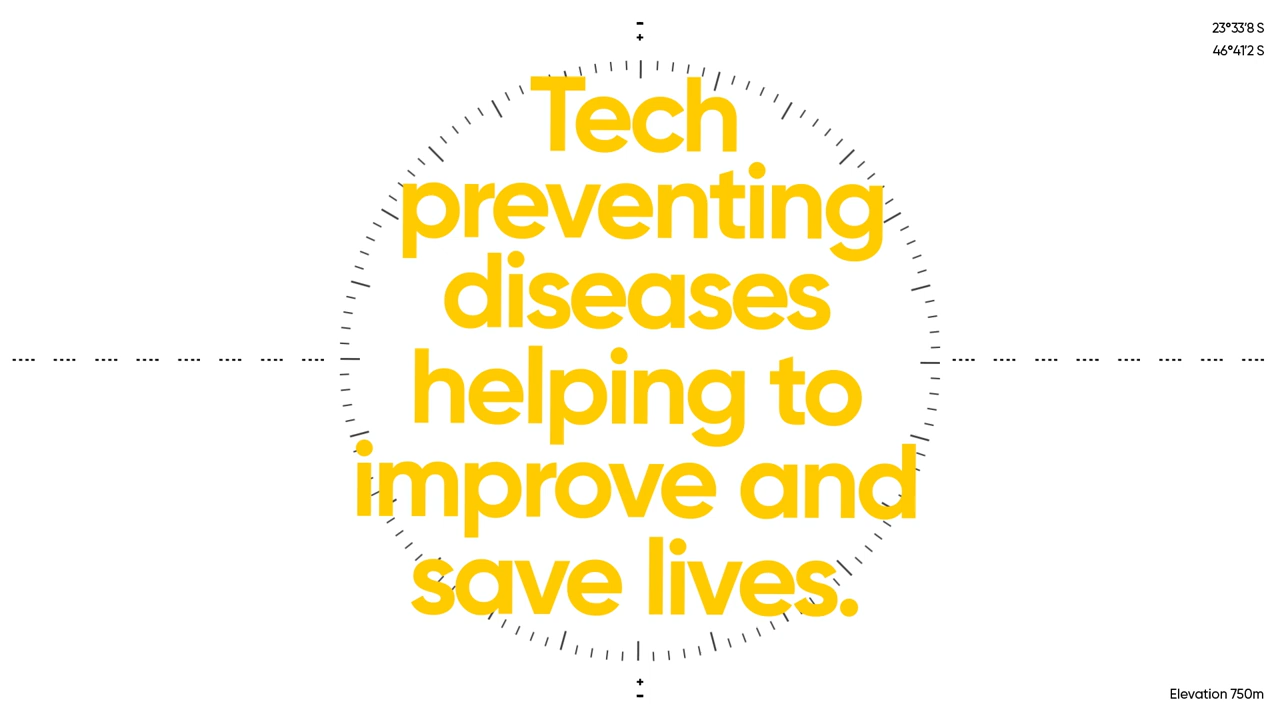 23°33'8 S
46°41'2 S
Tech
preventing
diseases
helping to
improve and
save lives.
Elevation 750m